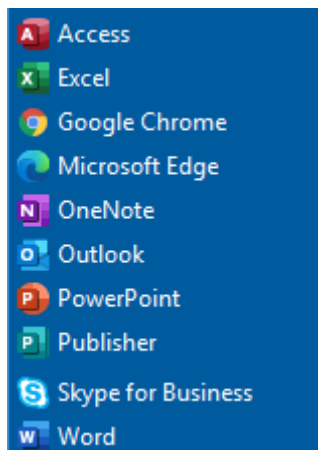 Access
Excel
Google Chrome
Microsoft Edge
OneNote
Outlook
PowerPoint
Publisher
Skype for Business
Word